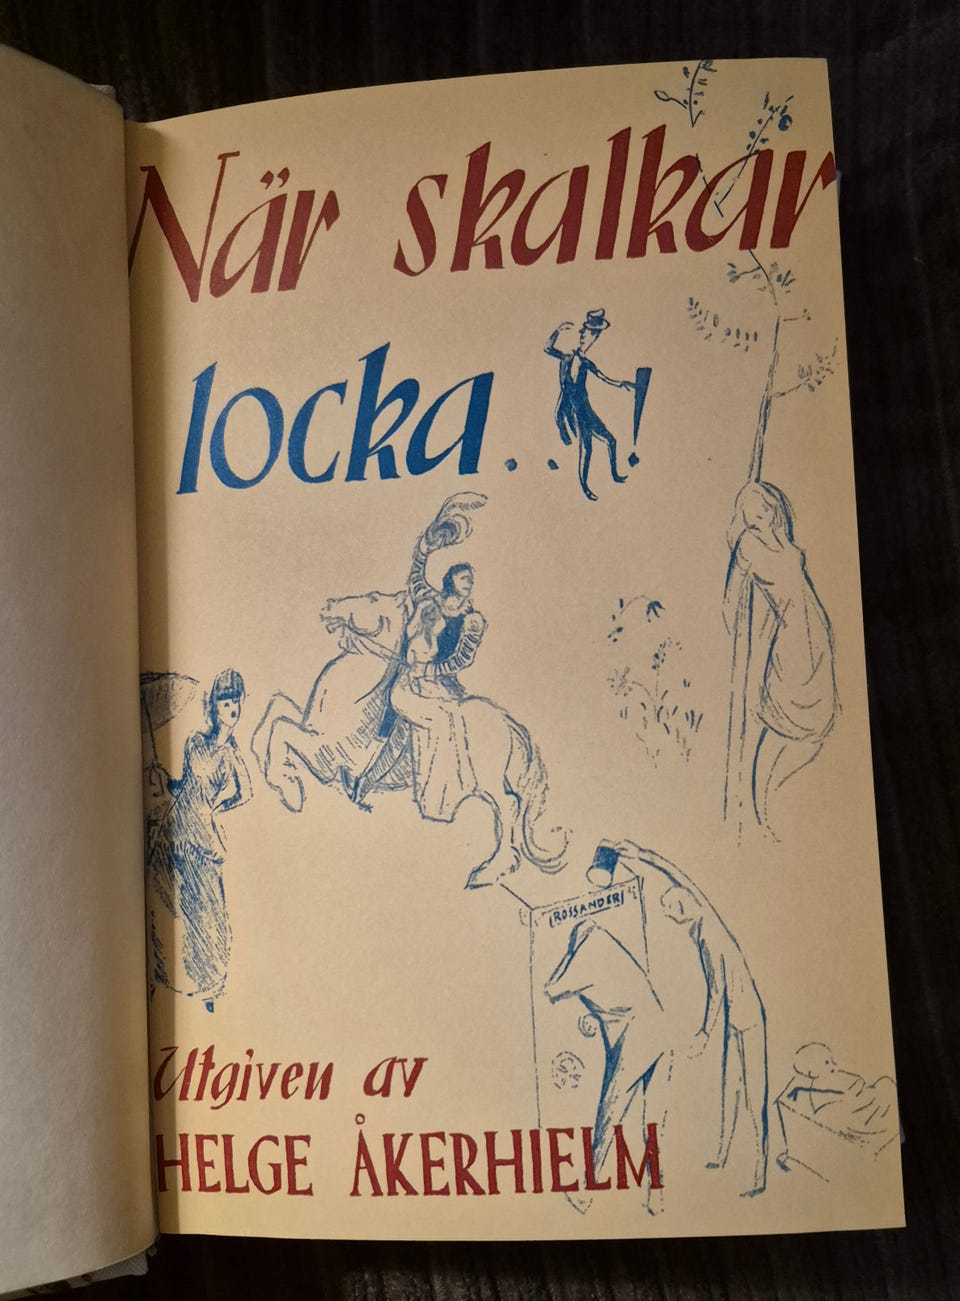 När skalkar
locka..!
ROSSANDER
Utgiven av
HELGE ÅKERHIELM